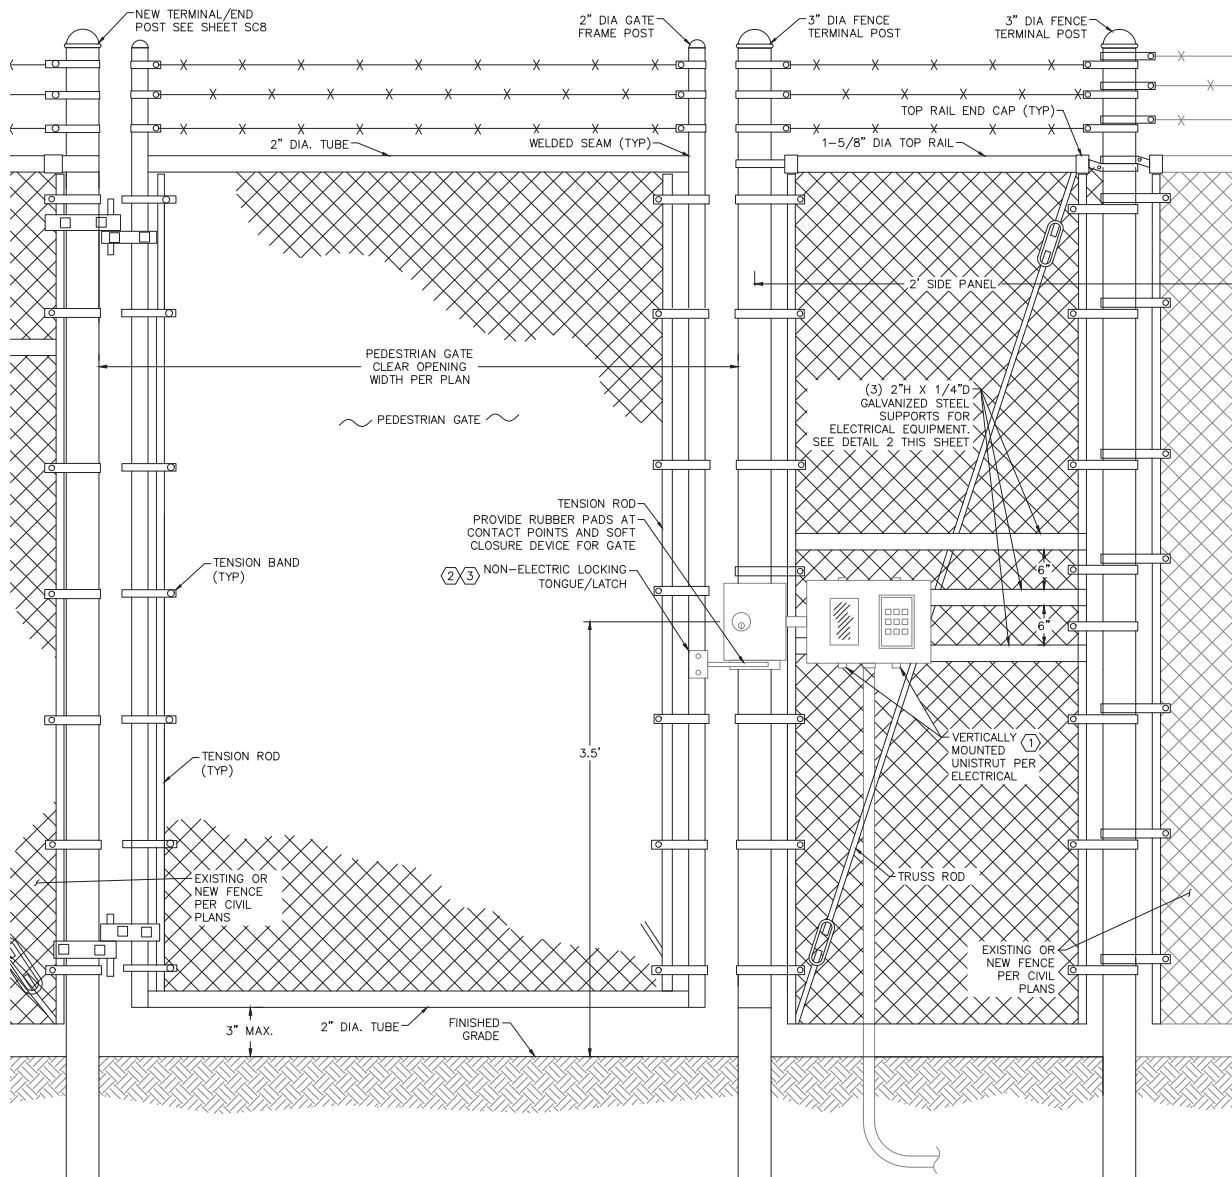 NEW TERMINAL/END
POST SEE SHEET SC8
2" DIA GATE
FRAME POST
3" DIA FENCE
TERMINAL POST
3" DIA FENCE
TERMINAL POST
TOP RAIL END CAP (TYP)
2" DIA. TUBE
WELDED SEAM (TYP)
1-5/8" DIA TOP RAIL
2' SIDE PANEL
PEDESTRIAN GATE
CLEAR OPENING
WIDTH PER PLAN
PEDESTRIAN GATE
(3) 2"H X 1/4"D
GALVANIZED STEEL
SUPPORTS FOR
ELECTRICAL EQUIPMENT.
SEE DETAIL 2 THIS SHEET
TENSION ROD
PROVIDE RUBBER PADS AT
CONTACT POINTS AND SOFT
CLOSURE DEVICE FOR GATE
2 3 NON-ELECTRIC LOCKING
TONGUE/LATCH
TENSION BAND
(TYP)
6"
6"
3.5'
VERTICALLY 1
MOUNTED
UNISTRUT PER
ELECTRICAL
TENSION ROD
(TYP)
TRUSS ROD
EXISTING OR
NEW FENCE
PER CIVIL
PLANS
EXISTING OR
NEW FENCE
PER CIVIL
PLANS
3" MAX.
2" DIA. TUBE
FINISHED
GRADE